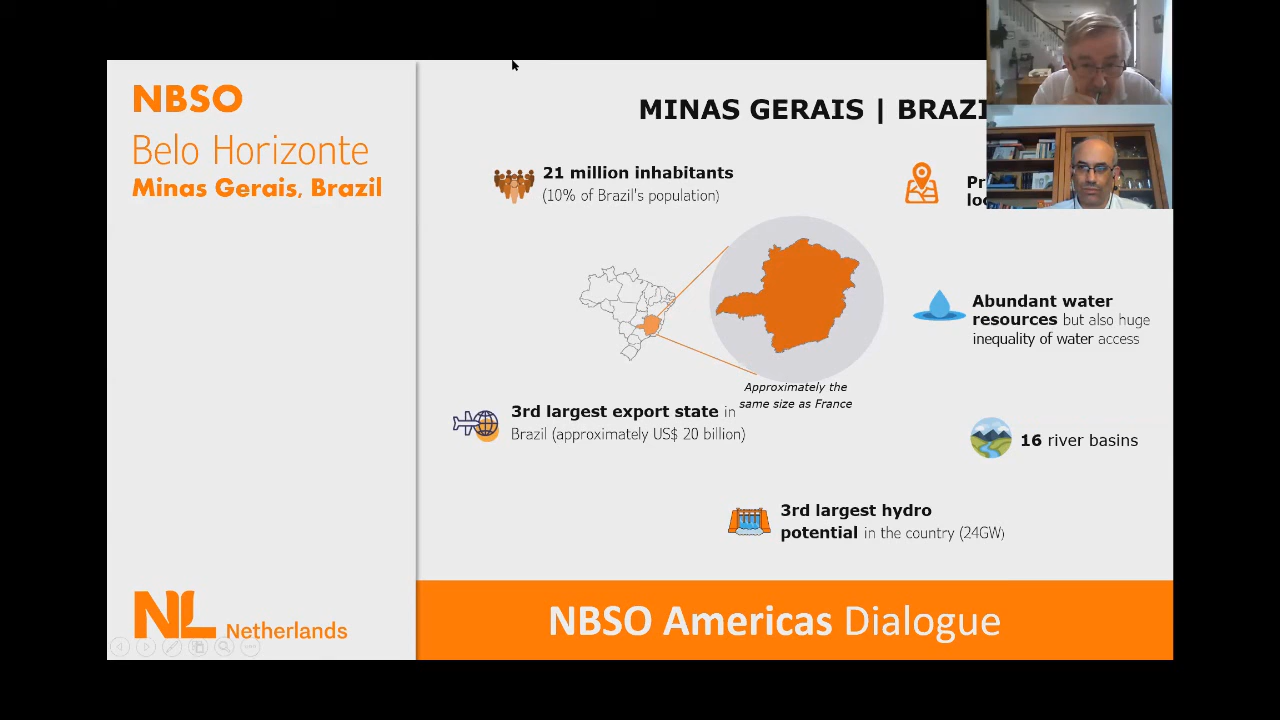 NBSO
Belo Horizonte
Minas Gerais, Brazil
MINAS GERAIS | BRAZI
21 million inhabitants
(10% of Brazil's population)
Abundant water
resources but also huge
inequality of water access
Approximately the
same size as France
3rd largest export state in
Brazil (approximately US$ 20 billion)
16 river basins
3rd largest hydro
potential in the country (24GW)
NL Netherlands
NBSO Americas Dialogue